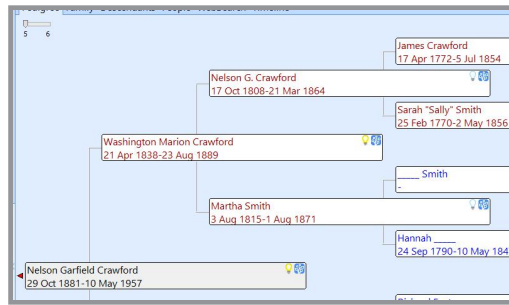 5 6
James Crawford
17 Apr 1772-5 Jul 1854
Nelson G. Crawford
17 Oct 1808-21 Mar 1864
Sarah "Sally" Smith
25 Feb 1770-2 May 1856
Washington Marion Crawford
21 Apr 1838-23 Aug 1889
_____ Smith
-
Martha Smith
3 Aug 1815-1 Aug 1871
Hannah _____
24 Sep 1790-10 May 184
Nelson Garfield Crawford
29 Oct 1881-10 May 1957